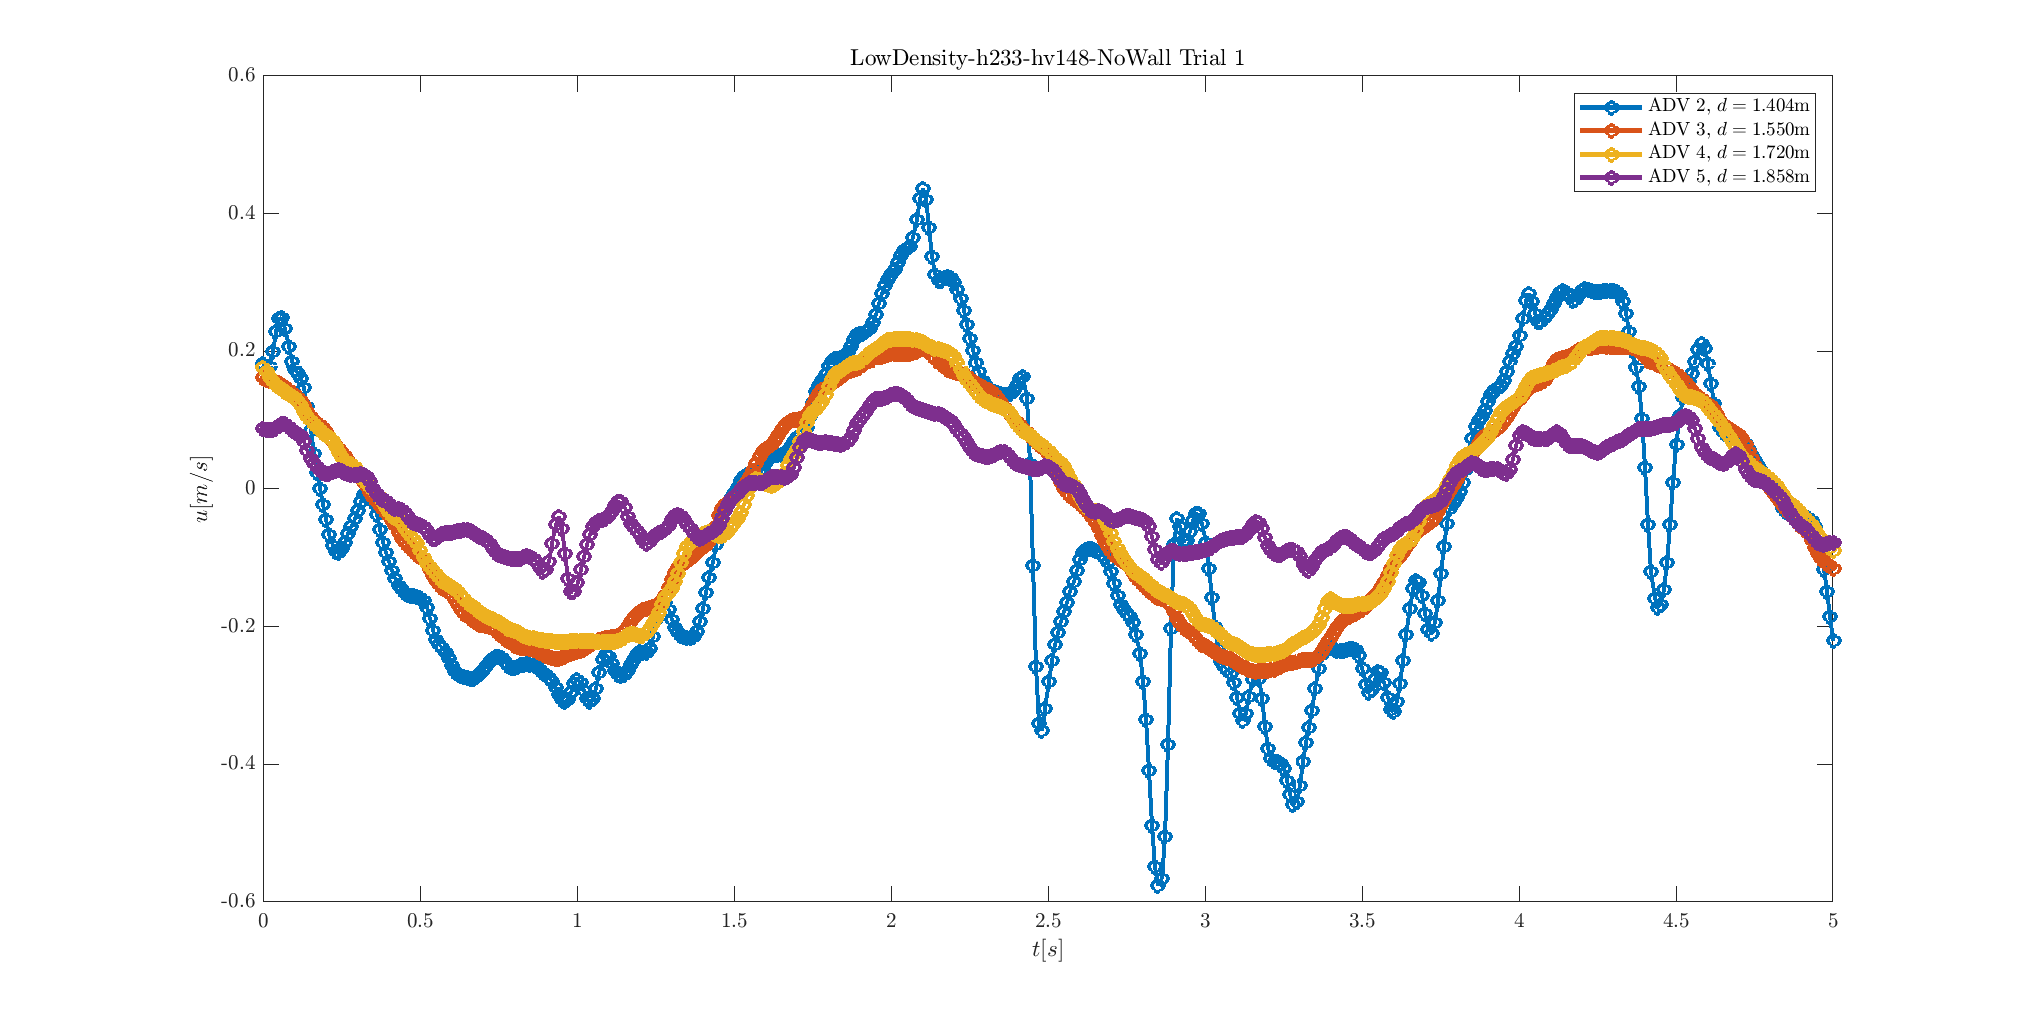 LowDensity-h233-hv148-NoWall Trial 1
0.6
0.4
0.2
0
-0.2
-0.4
-0.6
u[m/s]
0 0.5 1 1.5 2 2.5 3 3.5 4 4.5 5
t[s]
ADV 2, d = 1.404m
ADV 3, d = 1.550m
ADV 4, d = 1.720m
ADV 5, d = 1.858m